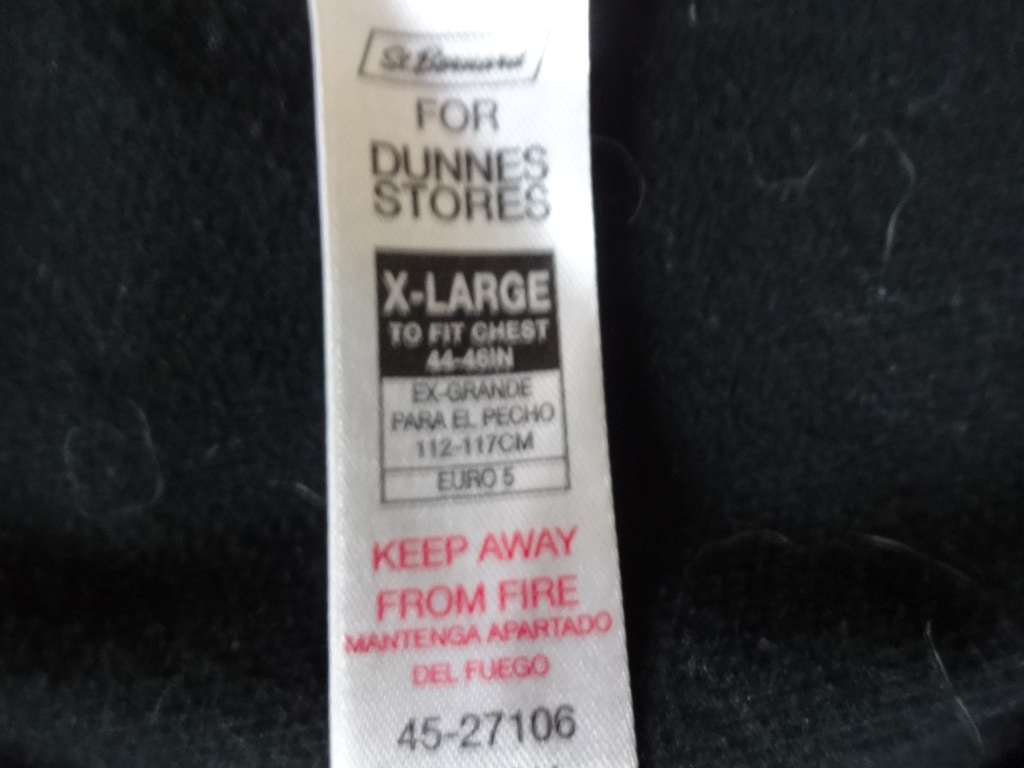 St. Bernard
FOR
DUNNES
STORES
X-LARGE
TO FIT CHEST
44-46IN
EX-GRANDE
PARA EL PECHO
112-117CM
EURO 5
KEEP AWAY
FROM FIRE
MANTENGA APARTADO
DEL FUEGO
45-27106